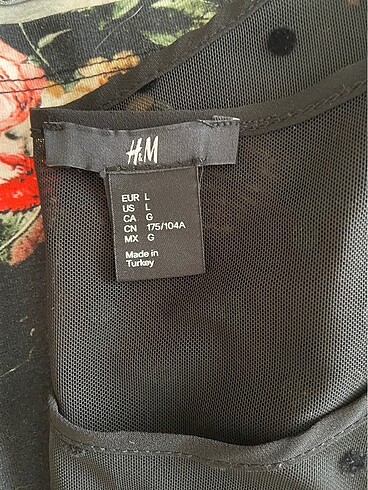 H&M
EUR L
US L
CA G
CN 175/104A
MX G
Made in
Turkey